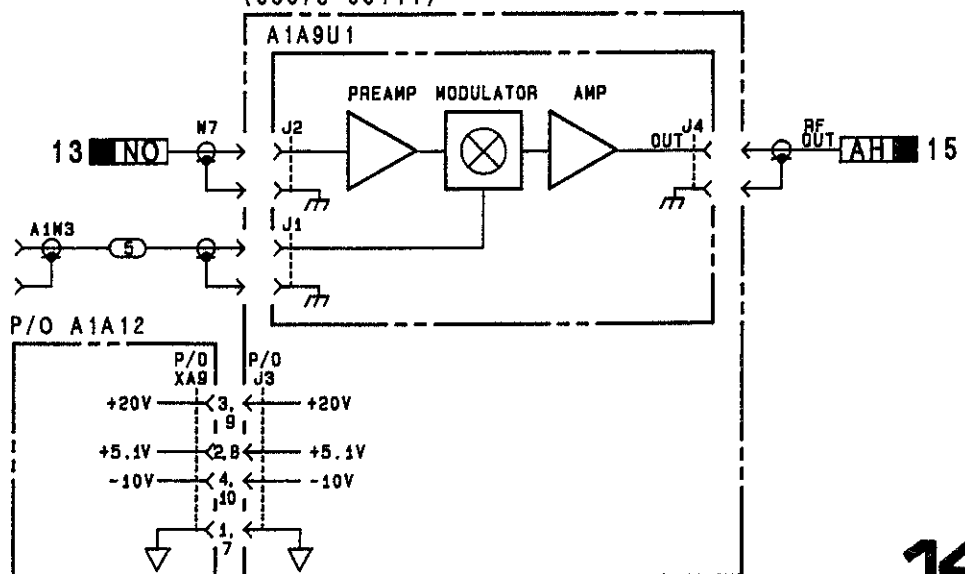 A1A9U1
PREAMP MODULATOR AMP
W7 J2 OUT J4 RF OUT
13 NO AH 15
A1W3 J1
5
P/O A1A12
P/O XA9 P/O J3
+20V 3, 9 +20V
+5.1V 2,8 +5.1V
-10V 4, 10 -10V
1, 7